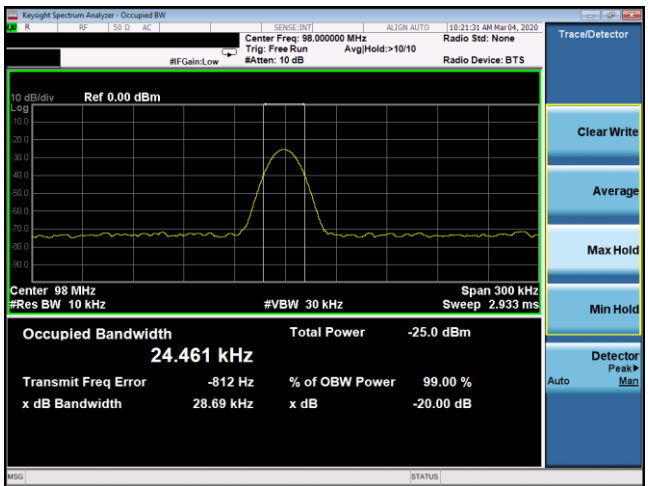 Keysight Spectrum Analyzer - Occupied BW
R RF 50 Ω AC SENSE:INT ALIGN AUTO 10:21:31 AM Mar 04, 2020
Center Freq: 98.000000 MHz Radio Std: None
Trig: Free Run Avg|Hold:>10/10
#IFGain:Low #Atten: 10 dB Radio Device: BTS
Trace/Detector
10 dB/div Ref 0.00 dBm
Log
-10.0
-20.0
-30.0
-40.0
-50.0
-60.0
-70.0
-80.0
-90.0
Center 98 MHz Span 300 kHz
#Res BW 10 kHz #VBW 30 kHz Sweep 2.933 ms
Occupied Bandwidth Total Power -25.0 dBm
24.461 kHz
Transmit Freq Error -812 Hz % of OBW Power 99.00 %
x dB Bandwidth 28.69 kHz x dB -20.00 dB
Clear Write
Average
Max Hold
Min Hold
Detector
Peak▶
Auto Man
MSG STATUS